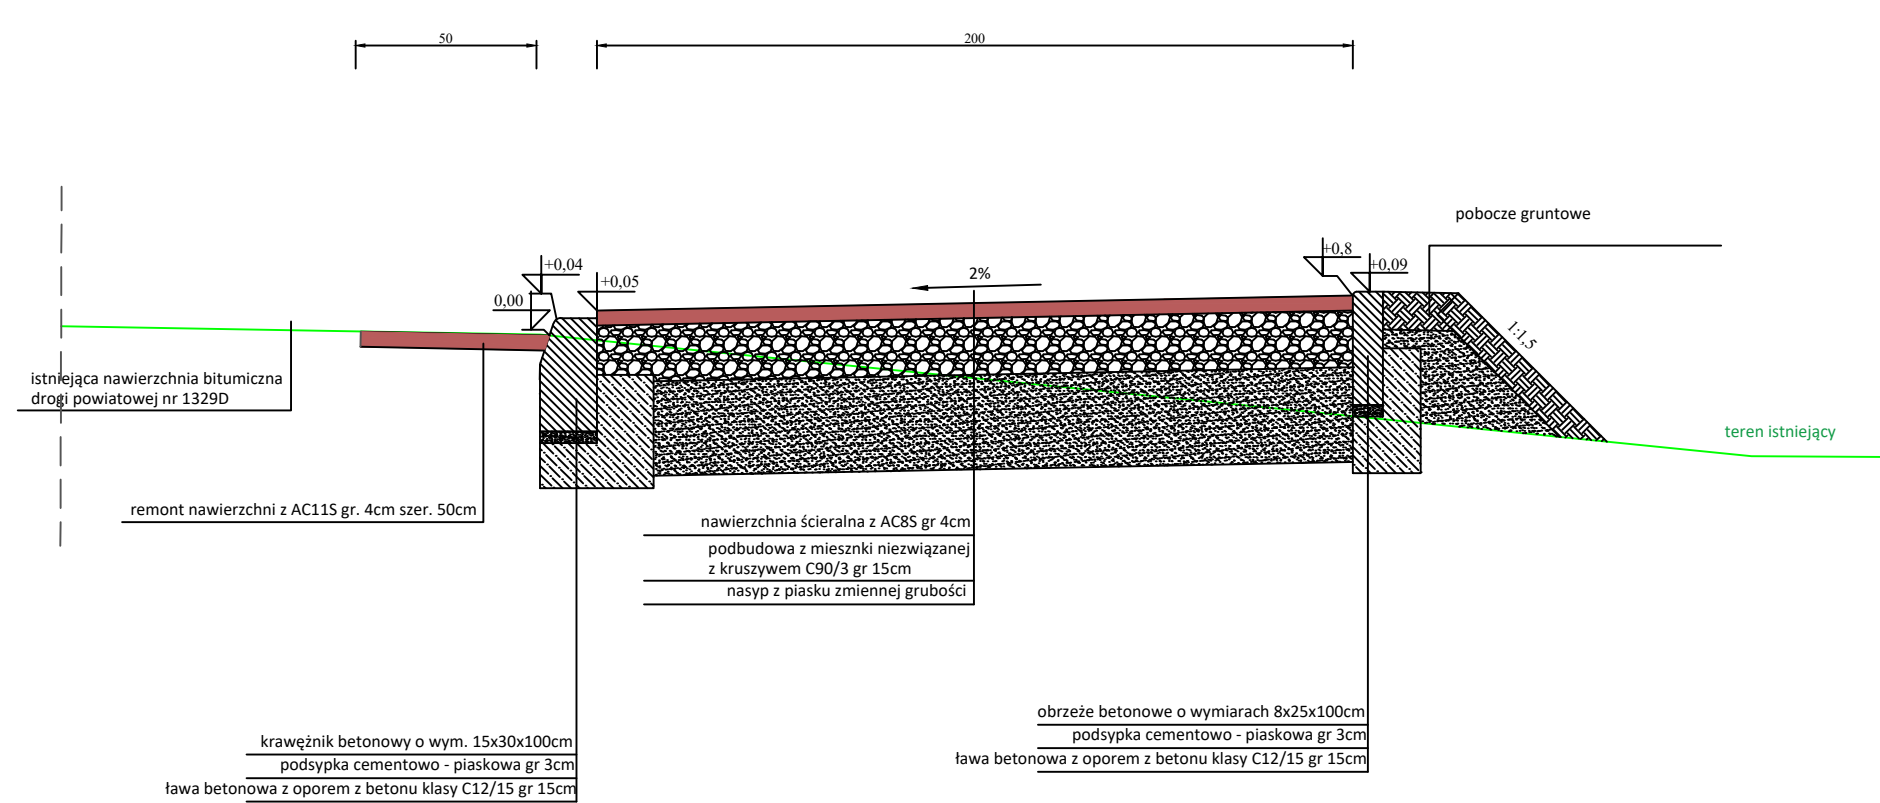 50
200
pobocze gruntowe
+0,04
+0,05
0,00
2%
+0,8
+0,09
1:1,5
istniejąca nawierzchnia bitumiczna
drogi powiatowej nr 1329D
teren istniejący
remont nawierzchni z AC11S gr. 4cm szer. 50cm
nawierzchnia ścieralna z AC8S gr 4cm
podbudowa z miesznki niezwiązanej
z kruszywem C90/3 gr 15cm
nasyp z piasku zmiennej grubości
krawężnik betonowy o wym. 15x30x100cm
podsypka cementowo - piaskowa gr 3cm
ława betonowa z oporem z betonu klasy C12/15 gr 15cm
obrzeże betonowe o wymiarach 8x25x100cm
podsypka cementowo - piaskowa gr 3cm
ława betonowa z oporem z betonu klasy C12/15 gr 15cm